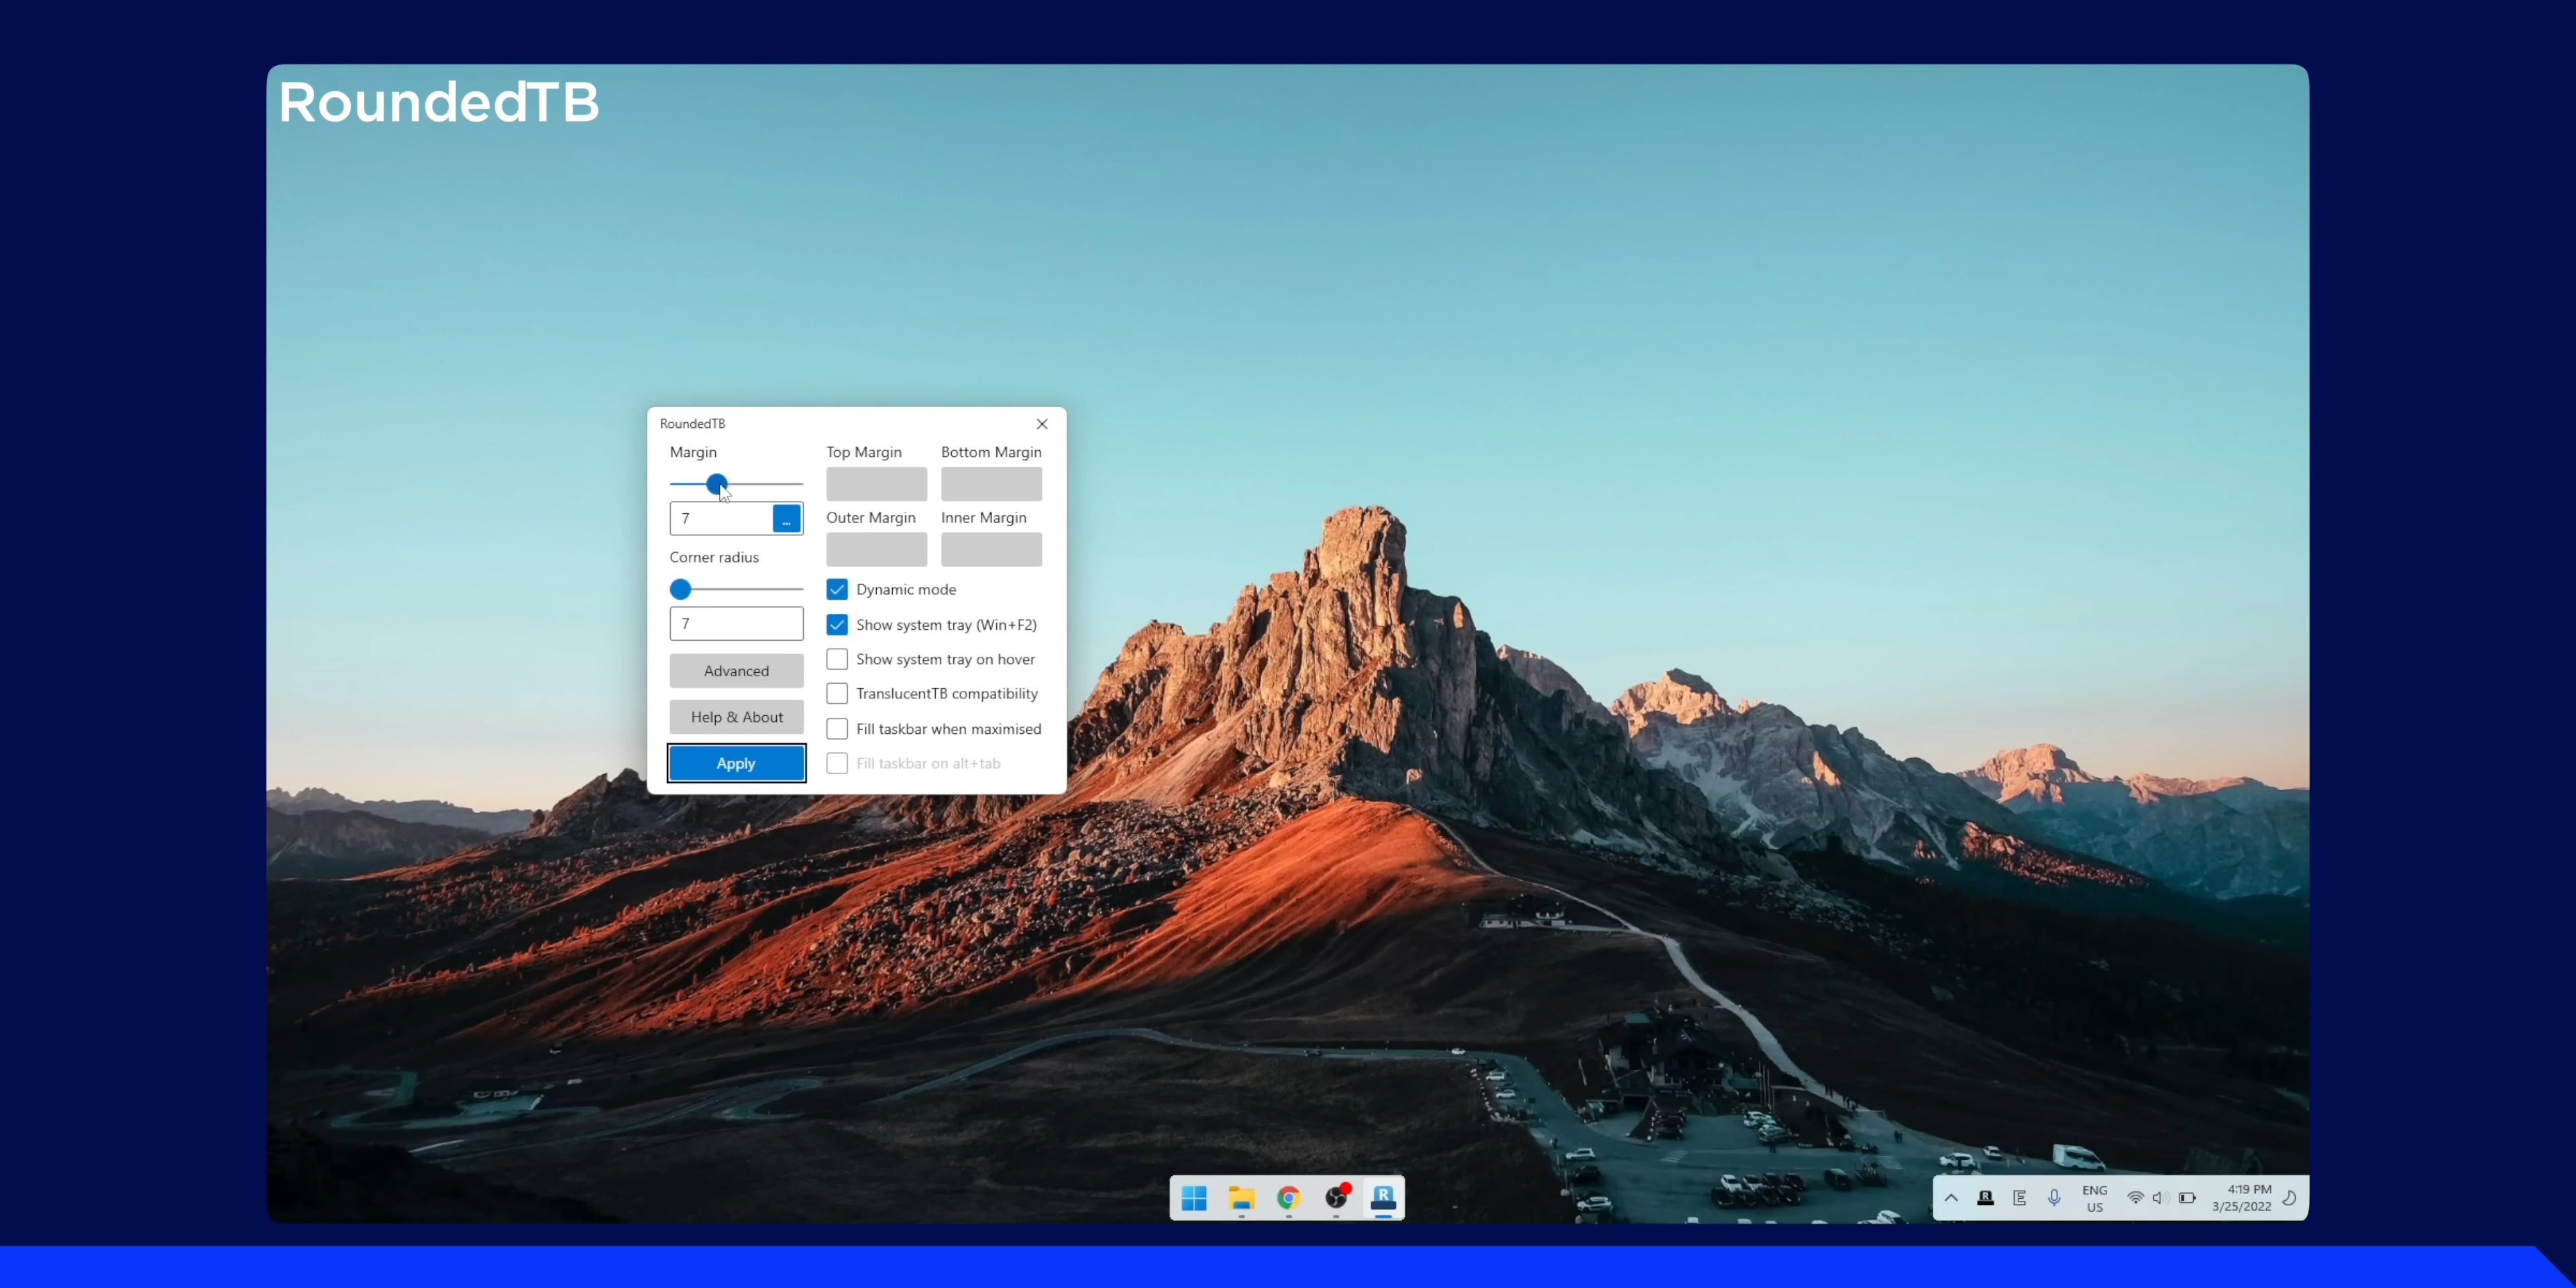 RoundedTB
RoundedTB
Margin
Top Margin
Bottom Margin
7
...
Outer Margin
Inner Margin
Corner radius
7
Dynamic mode
Show system tray (Win+F2)
Show system tray on hover
Advanced
TranslucentTB compatibility
Help & About
Fill taskbar when maximised
Apply
Fill taskbar on alt+tab
R
R
E
ENG
US
4:19 PM
3/25/2022